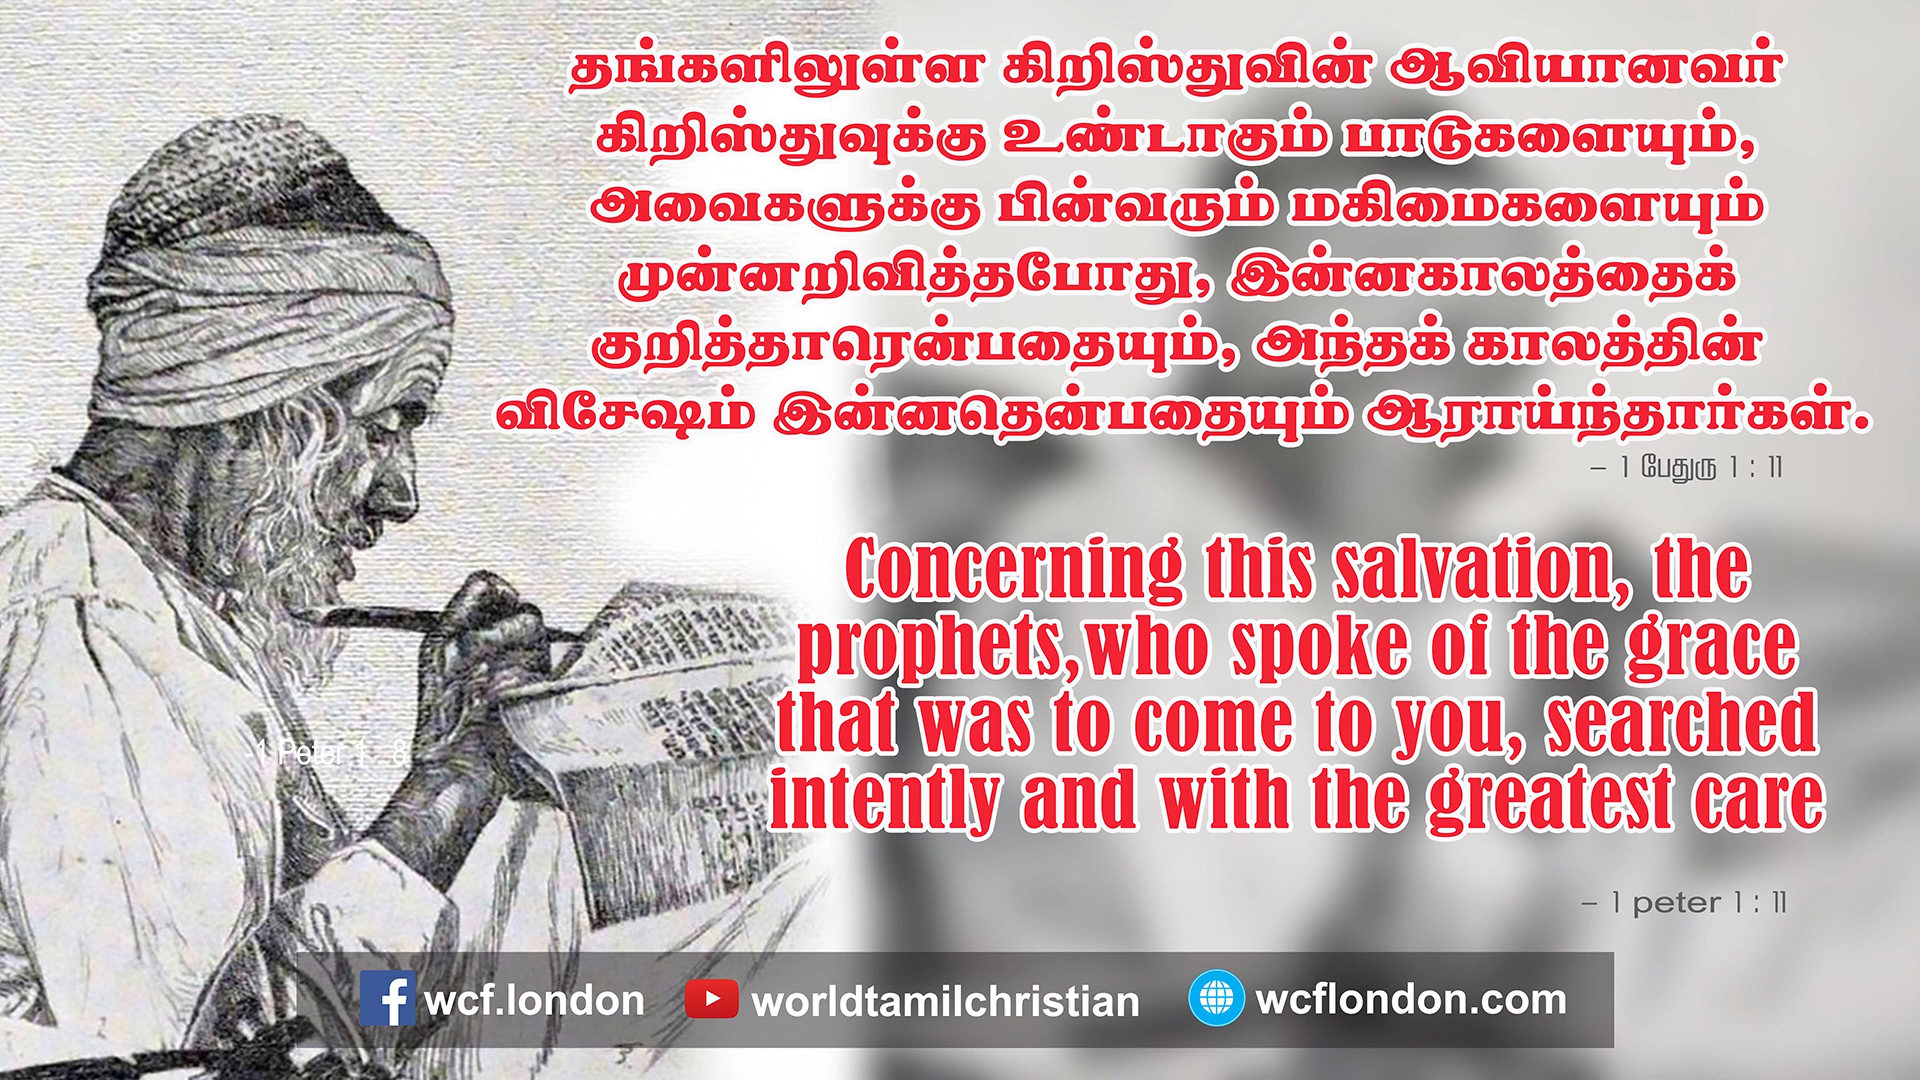 தங்களிலுள்ள கிறிஸ்துவின் ஆவியானவர்
கிறிஸ்துவுக்கு உண்டாகும் பாடுகளையும்,
அவைகளுக்கு பின்வரும் மகிமைகளையும்
முன்னறிவித்தபோது, இன்னகாலத்தைக்
குறித்தாரென்பதையும், அந்தக் காலத்தின்
விசேஷம் இன்னதென்பதையும் ஆராய்ந்தார்கள்.
– 1 பேதுரு 1 : 11
Concerning this salvation, the
prophets,who spoke of the grace
that was to come to you, searched
intently and with the greatest care
– 1 peter 1 : 11
-1 Peter 1 : 8
wcf.london worldtamilchristian wcflondon.com